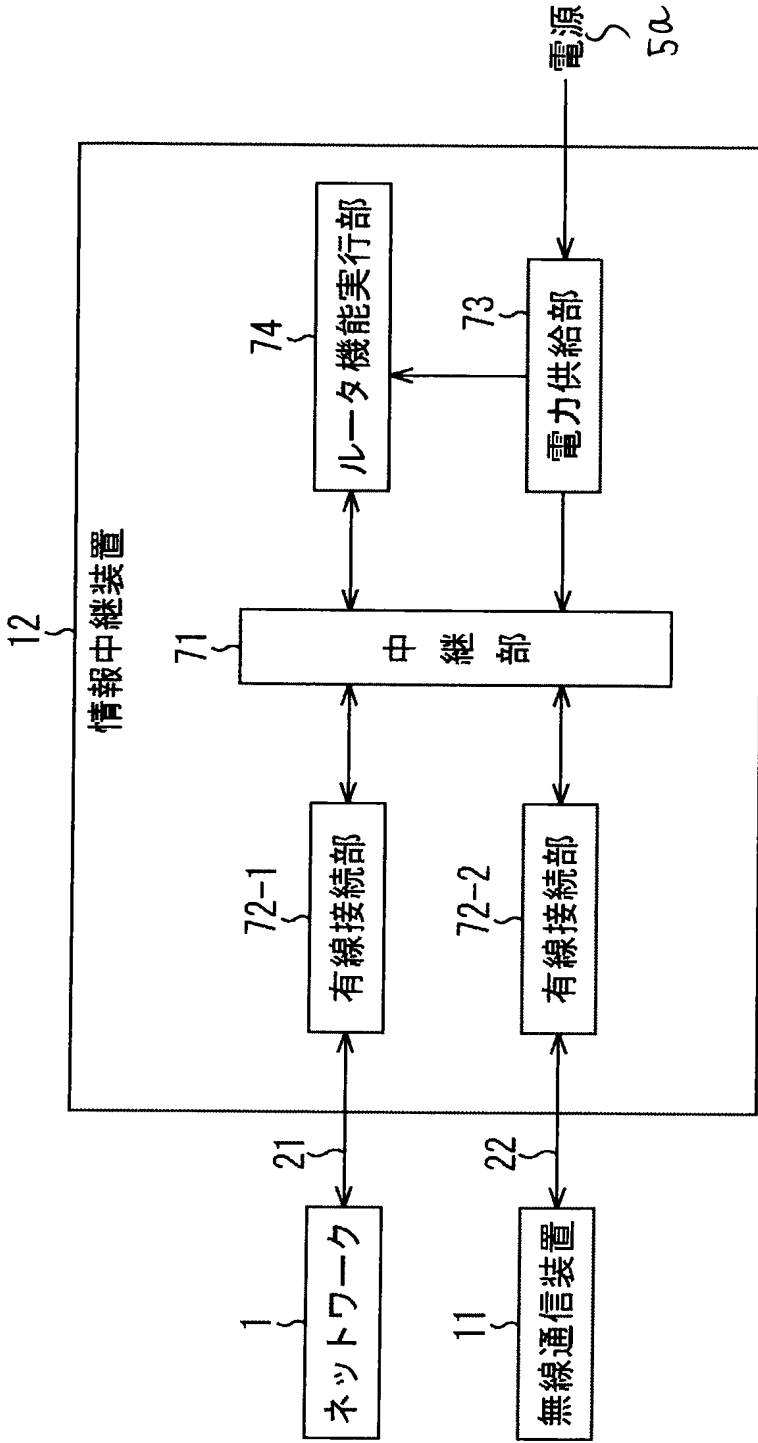 12
情報中継装置
1
ネットワーク
21
72-1
有線接続部
71
中継部
74
ルータ機能実行部
11
無線通信装置
22
72-2
有線接続部
73
電力供給部
電源
5a